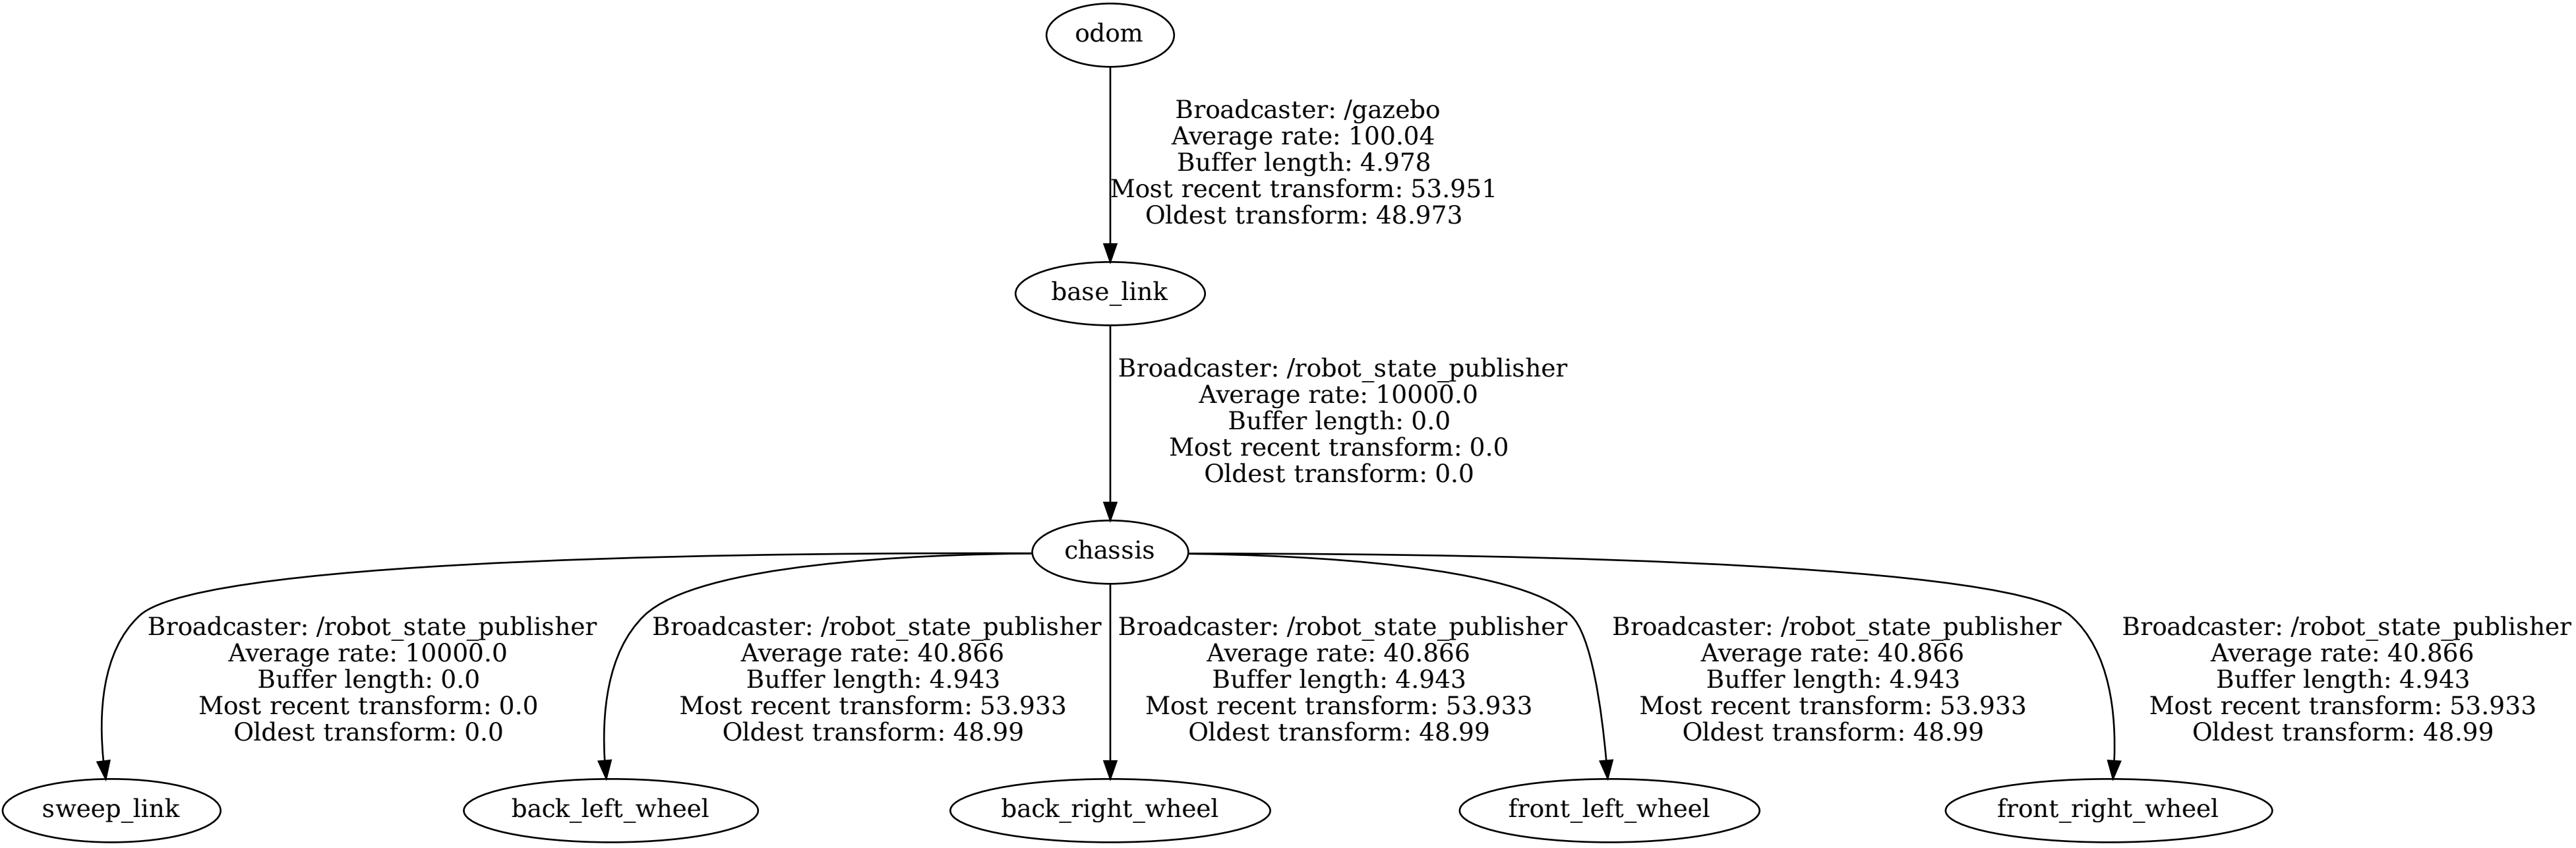 odom
Broadcaster: /gazebo
Average rate: 100.04
Buffer length: 4.978
Most recent transform: 53.951
Oldest transform: 48.973
base_link
Broadcaster: /robot_state_publisher
Average rate: 10000.0
Buffer length: 0.0
Most recent transform: 0.0
Oldest transform: 0.0
chassis
Broadcaster: /robot_state_publisher
Average rate: 10000.0
Buffer length: 0.0
Most recent transform: 0.0
Oldest transform: 0.0
Broadcaster: /robot_state_publisher
Average rate: 40.866
Buffer length: 4.943
Most recent transform: 53.933
Oldest transform: 48.99
Broadcaster: /robot_state_publisher
Average rate: 40.866
Buffer length: 4.943
Most recent transform: 53.933
Oldest transform: 48.99
Broadcaster: /robot_state_publisher
Average rate: 40.866
Buffer length: 4.943
Most recent transform: 53.933
Oldest transform: 48.99
Broadcaster: /robot_state_publisher
Average rate: 40.866
Buffer length: 4.943
Most recent transform: 53.933
Oldest transform: 48.99
sweep_link
back_left_wheel
back_right_wheel
front_left_wheel
front_right_wheel